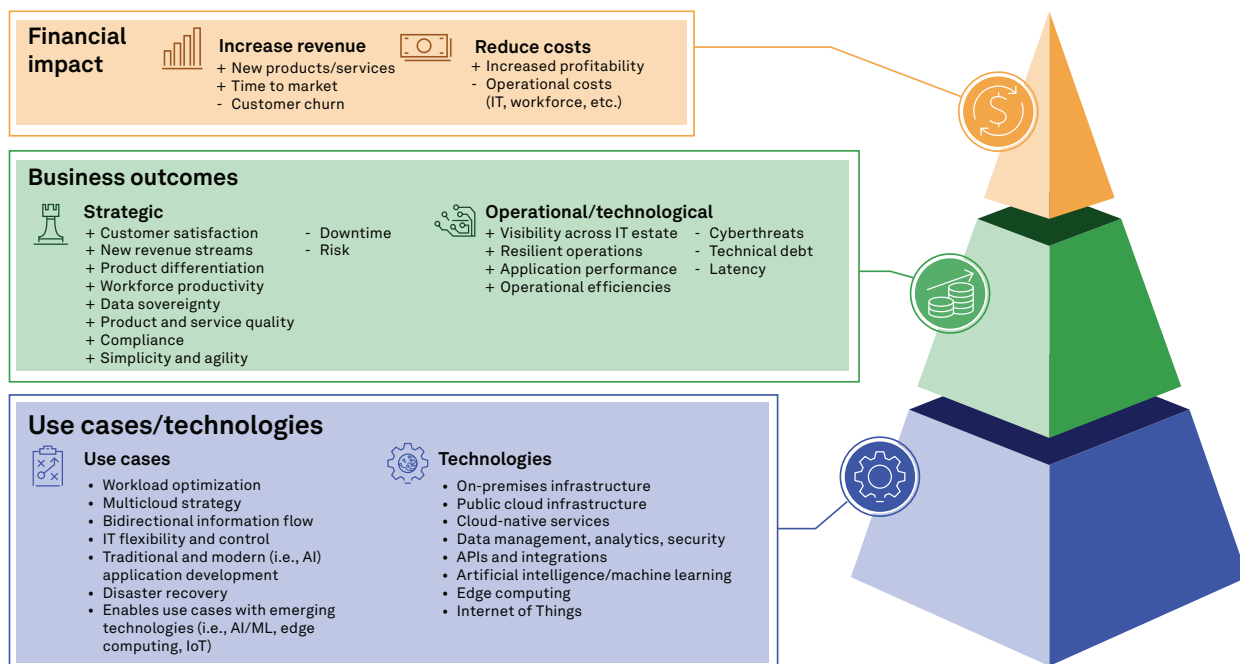 Financial
impact
Increase revenue
+ New products/services
+ Time to market
- Customer churn
Reduce costs
+ Increased profitability
- Operational costs
(IT, workforce, etc.)
$
Business outcomes
Strategic
+ Customer satisfaction
+ New revenue streams
+ Product differentiation
+ Workforce productivity
+ Data sovereignty
+ Product and service quality
+ Compliance
+ Simplicity and agility
- Downtime
- Risk
Operational/technological
+ Visibility across IT estate
+ Resilient operations
+ Application performance
+ Operational efficiencies
- Cyberthreats
- Technical debt
- Latency
Use cases/technologies
Use cases
• Workload optimization
• Multicloud strategy
• Bidirectional information flow
• IT flexibility and control
• Traditional and modern (i.e., AI)
application development
• Disaster recovery
• Enables use cases with emerging
technologies (i.e., AI/ML, edge
computing, IoT)
Technologies
• On-premises infrastructure
• Public cloud infrastructure
• Cloud-native services
• Data management, analytics, security
• APIs and integrations
• Artificial intelligence/machine learning
• Edge computing
• Internet of Things